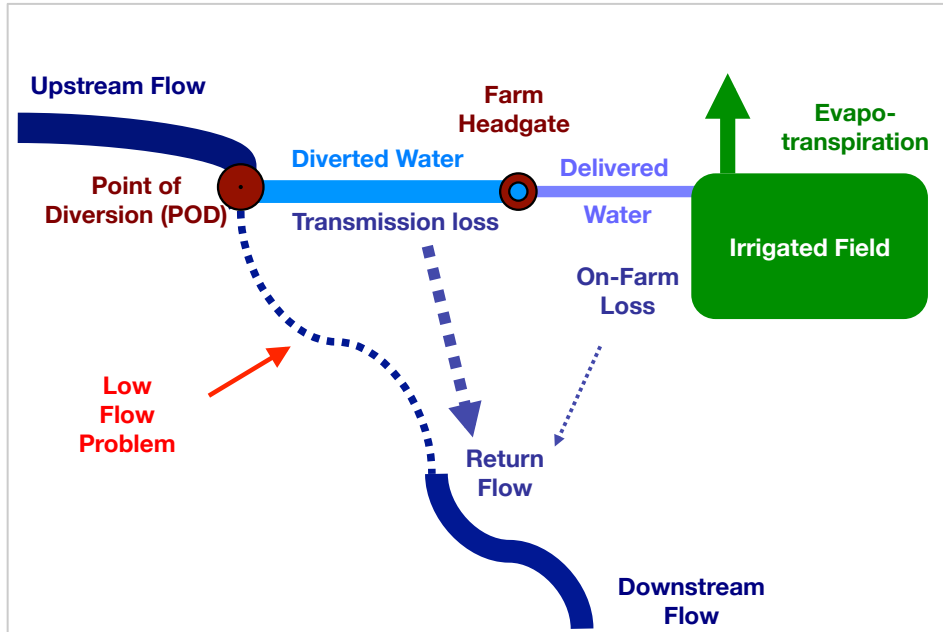 Upstream Flow
Farm
Headgate
Evapo-
transpiration
Diverted Water
Delivered
Point of
Diversion (POD)
Transmission loss
Water
Irrigated Field
On-Farm
Loss
Low
Flow
Problem
Return
Flow
Downstream
Flow